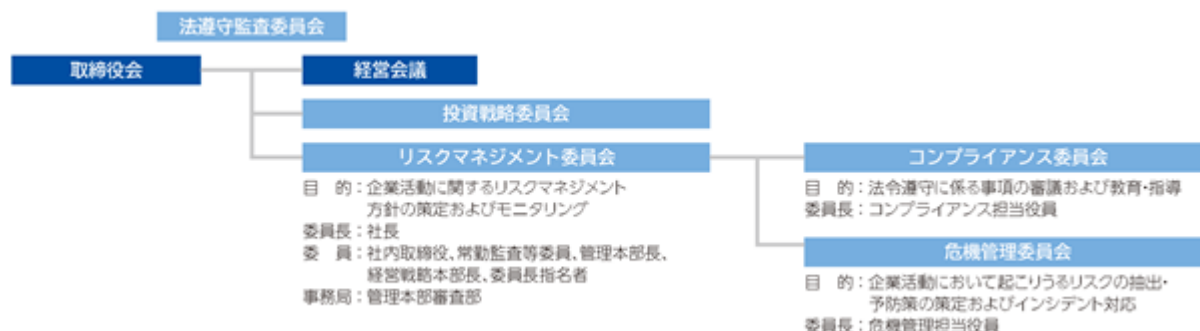 法遵守監査委員会
取締役会
経営会議
投資戦略委員会
リスクマネジメント委員会
目　的：企業活動に関するリスクマネジメント
方針の策定およびモニタリング
委員長：社長
委　員：社内取締役、常勤監査等委員、管理本部長、
経営戦略本部長、委員長指名者
事務局：管理本部審査部
コンプライアンス委員会
目　的：法令遵守に係る事項の審議および教育・指導
委員長：コンプライアンス担当役員
危機管理委員会
目　的：企業活動において起こりうるリスクの抽出・
予防策の策定およびインシデント対応
委員長：危機管理担当役員